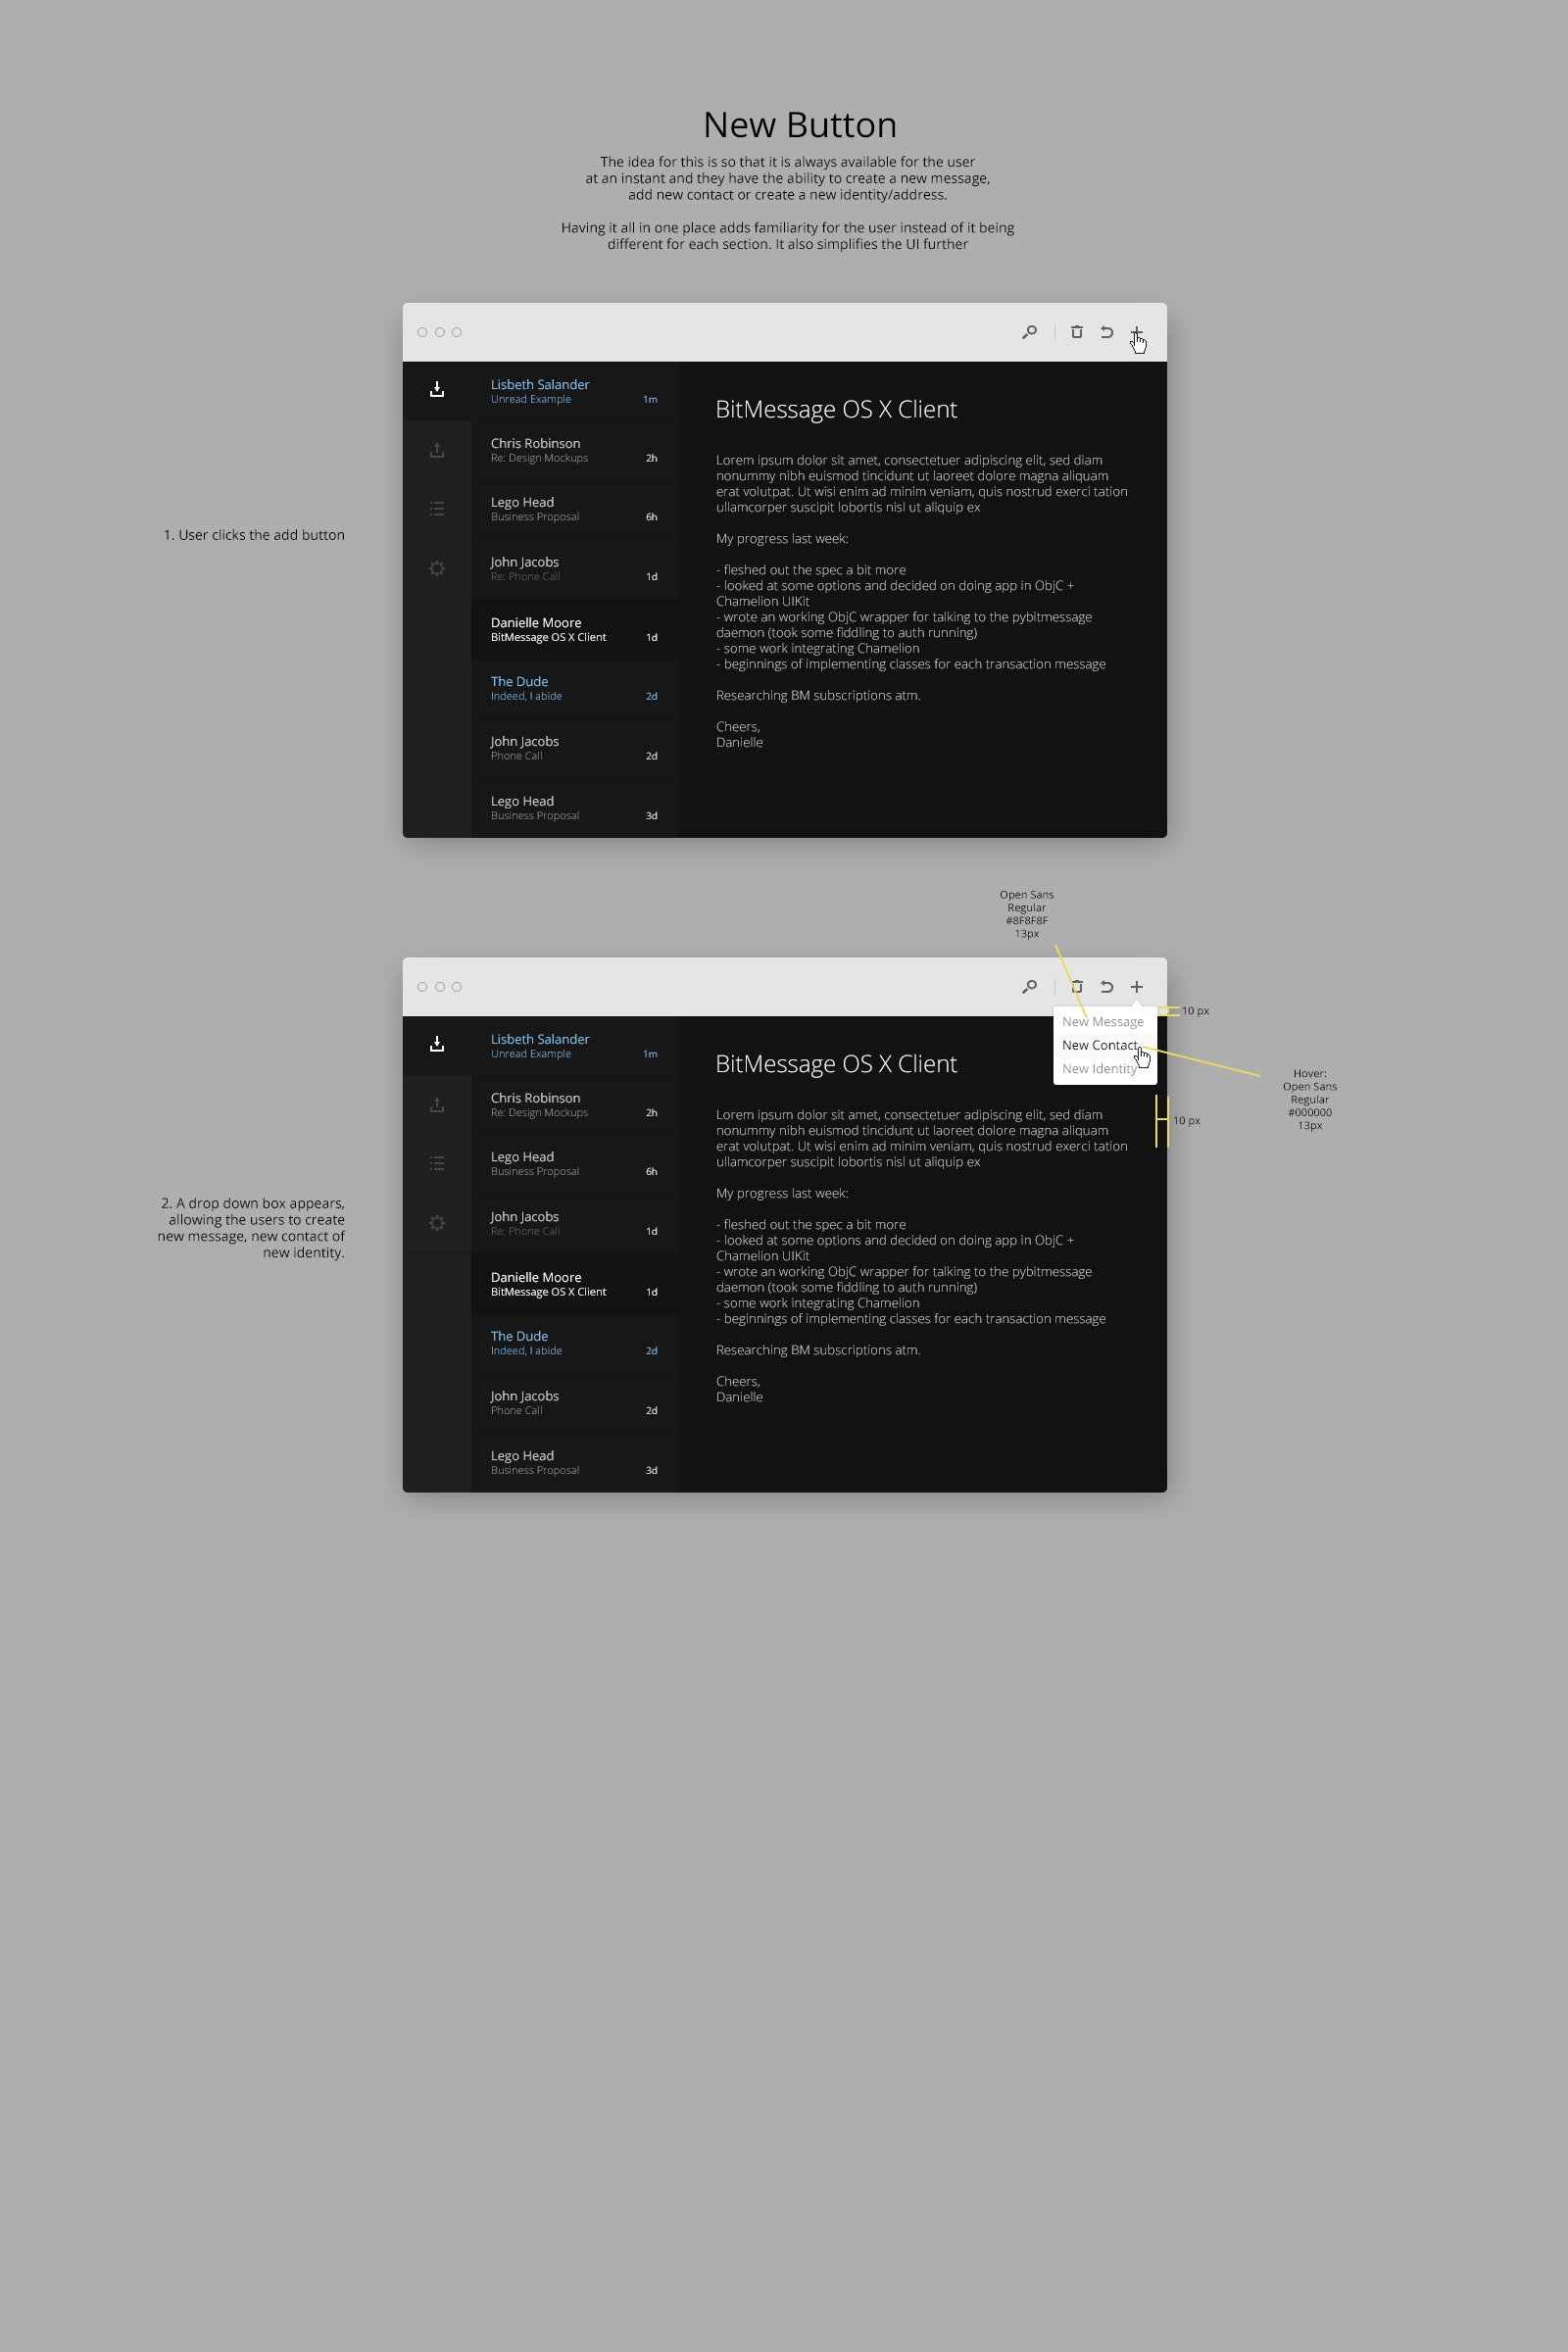 New Button
The idea for this is so that it is always available for the user
at an instant and they have the ability to create a new message,
add new contact or create a new identity/address.
Having it all in one place adds familiarity for the user instead of it being
different for each section. It also simplifies the UI further
1. User clicks the add button
Lisbeth Salander
Unread Example 1m
Chris Robinson
Re: Design Mockups 2h
Lego Head
Business Proposal 6h
John Jacobs
Re: Phone Call 1d
Danielle Moore
BitMessage OS X Client 1d
The Dude
Indeed, I abide 2d
John Jacobs
Phone Call 2d
Lego Head
Business Proposal 3d
BitMessage OS X Client
Lorem ipsum dolor sit amet, consectetuer adipiscing elit, sed diam
nonummy nibh euismod tincidunt ut laoreet dolore magna aliquam
erat volutpat. Ut wisi enim ad minim veniam, quis nostrud exerci tation
ullamcorper suscipit lobortis nisl ut aliquip ex
My progress last week:
- fleshed out the spec a bit more
- looked at some options and decided on doing app in ObjC +
Chamelion UIKit
- wrote an working ObjC wrapper for talking to the pybitmessage
daemon (took some fiddling to auth running)
- some work integrating Chamelion
- beginnings of implementing classes for each transaction message
Researching BM subscriptions atm.
Cheers,
Danielle
Open Sans
Regular
#8F8F8F
13px
2. A drop down box appears,
allowing the users to create
new message, new contact of
new identity.
Lisbeth Salander
Unread Example 1m
Chris Robinson
Re: Design Mockups 2h
Lego Head
Business Proposal 6h
John Jacobs
Re: Phone Call 1d
Danielle Moore
BitMessage OS X Client 1d
The Dude
Indeed, I abide 2d
John Jacobs
Phone Call 2d
Lego Head
Business Proposal 3d
New Message
New Contact
New Identity
10 px
Hover:
Open Sans
Regular
#000000
13px
10 px
BitMessage OS X Client
Lorem ipsum dolor sit amet, consectetuer adipiscing elit, sed diam
nonummy nibh euismod tincidunt ut laoreet dolore magna aliquam
erat volutpat. Ut wisi enim ad minim veniam, quis nostrud exerci tation
ullamcorper suscipit lobortis nisl ut aliquip ex
My progress last week:
- fleshed out the spec a bit more
- looked at some options and decided on doing app in ObjC +
Chamelion UIKit
- wrote an working ObjC wrapper for talking to the pybitmessage
daemon (took some fiddling to auth running)
- some work integrating Chamelion
- beginnings of implementing classes for each transaction message
Researching BM subscriptions atm.
Cheers,
Danielle